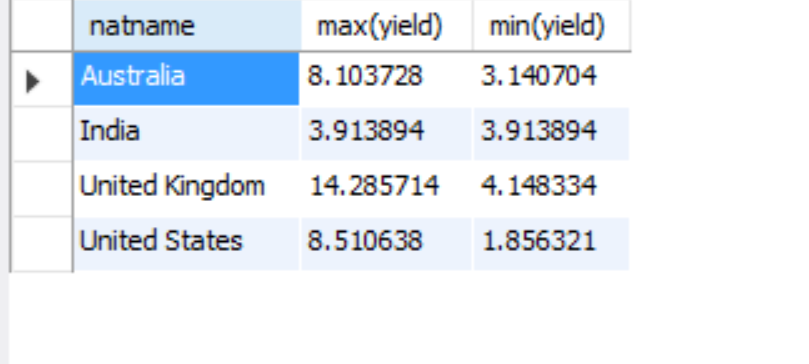 natname max(yield) min(yield)
Australia 8.103728 3.140704
India 3.913894 3.913894
United Kingdom 14.285714 4.148334
United States 8.510638 1.856321